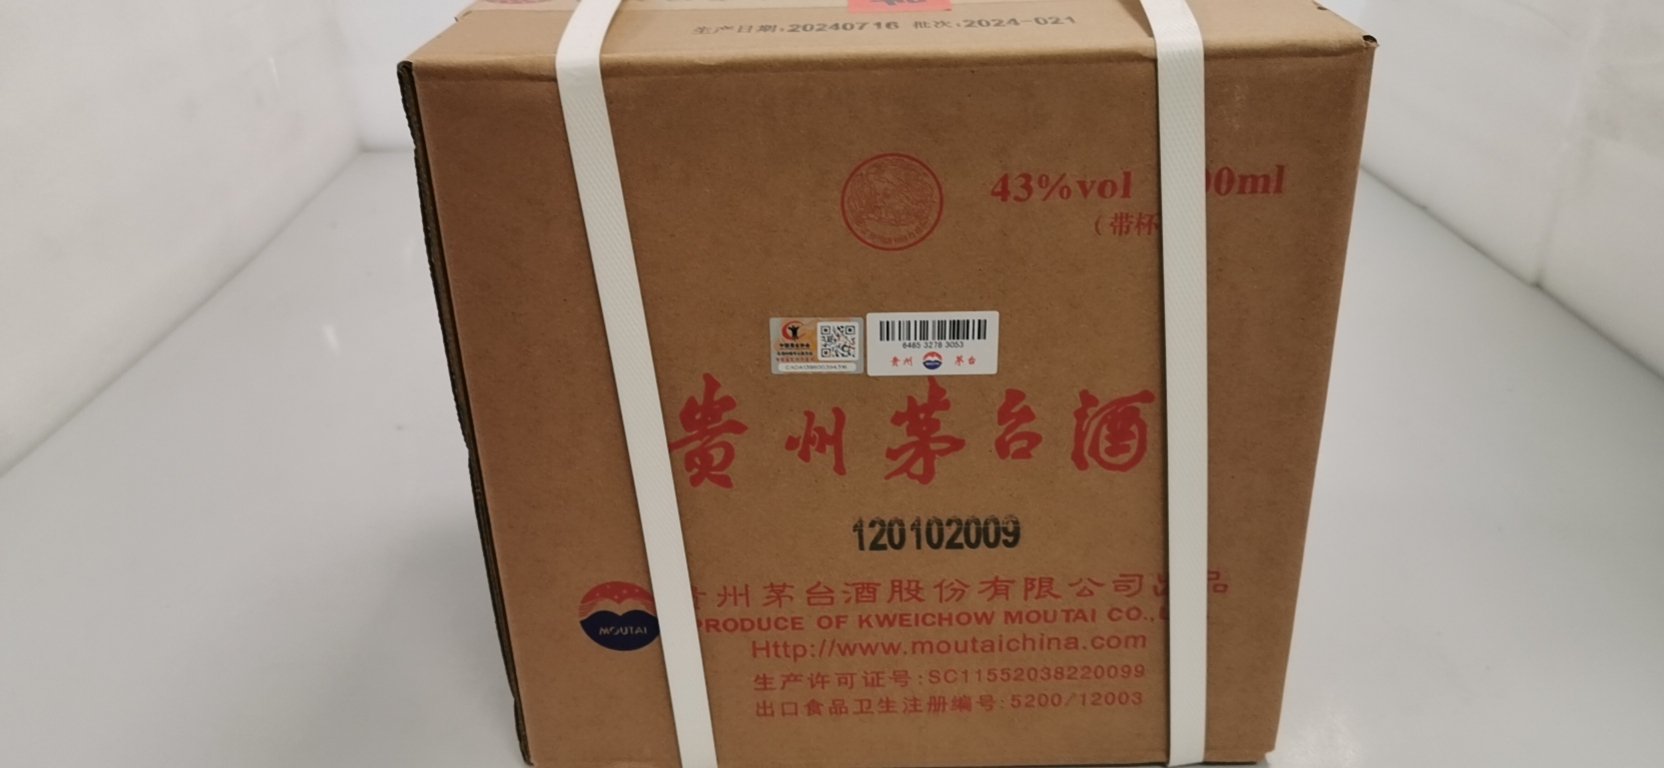 生产日期:20240716 批次:2024-021
43%vol 00ml
(带杯
6485 3278 3053
贵州 茅台
贵州茅台酒
120102009
MOUTAI
州茅台酒股份有限公司出品
PRODUCE OF KWEICHOW MOUTAI CO.,
Http://www.moutaichina.com
生产许可证号:SC11552038220099
出口食品卫生注册编号:5200/12003